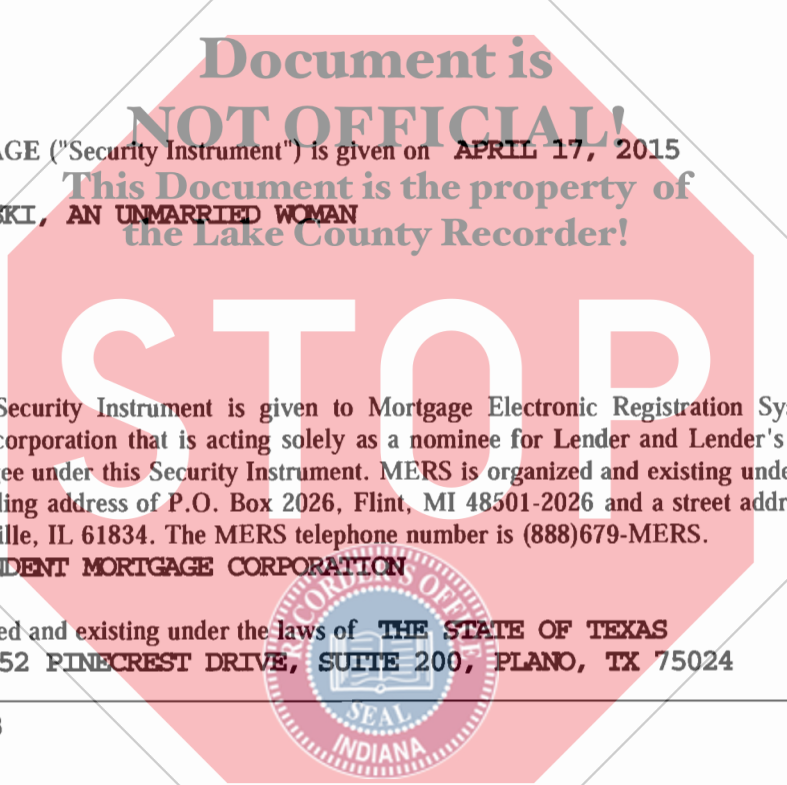 Document is
NOT OFFICIAL!
AGE ("Security Instrument") is given on APRIL 17, 2015
This Document is the property of
SKI, AN UNMARRIED WOMAN
the Lake County Recorder!
STOP
Security Instrument is given to Mortgage Electronic Registration Sys
corporation that is acting solely as a nominee for Lender and Lender's
gee under this Security Instrument. MERS is organized and existing unde
ling address of P.O. Box 2026, Flint, MI 48501-2026 and a street addr
ille, IL 61834. The MERS telephone number is (888)679-MERS.
DENT MORTGAGE CORPORATION
RECORDER'S OFFICE
ed and existing under the laws of THE STATE OF TEXAS
52 PINECREST DRIVE, SUITE 200, PLANO, TX 75024
SEAL
INDIANA